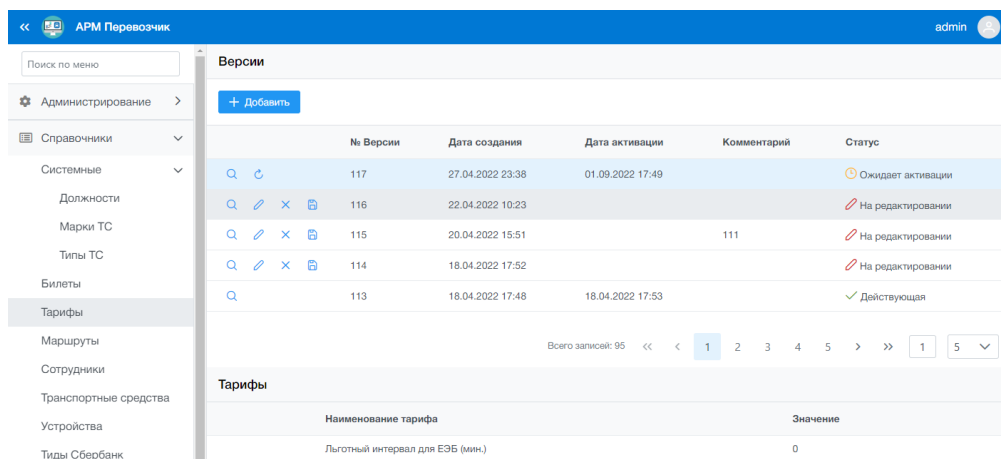 АРМ Перевозчик
admin
Поиск по меню
Администрирование
Справочники
Системные
Должности
Марки ТС
Типы ТС
Билеты
Тарифы
Маршруты
Сотрудники
Транспортные средства
Устройства
Тиды Сбербанк
Версии
+ Добавить
№ Версии Дата создания Дата активации Комментарий Статус
117 27.04.2022 23:38 01.09.2022 17:49 Ожидает активации
116 22.04.2022 10:23 На редактировании
115 20.04.2022 15:51 111 На редактировании
114 18.04.2022 17:52 На редактировании
113 18.04.2022 17:48 18.04.2022 17:53 Действующая
Всего записей: 95 << < 1 2 3 4 5 > >> 1 5
Тарифы
Наименование тарифа Значение
Льготный интервал для ЕЭБ (мин.) 0